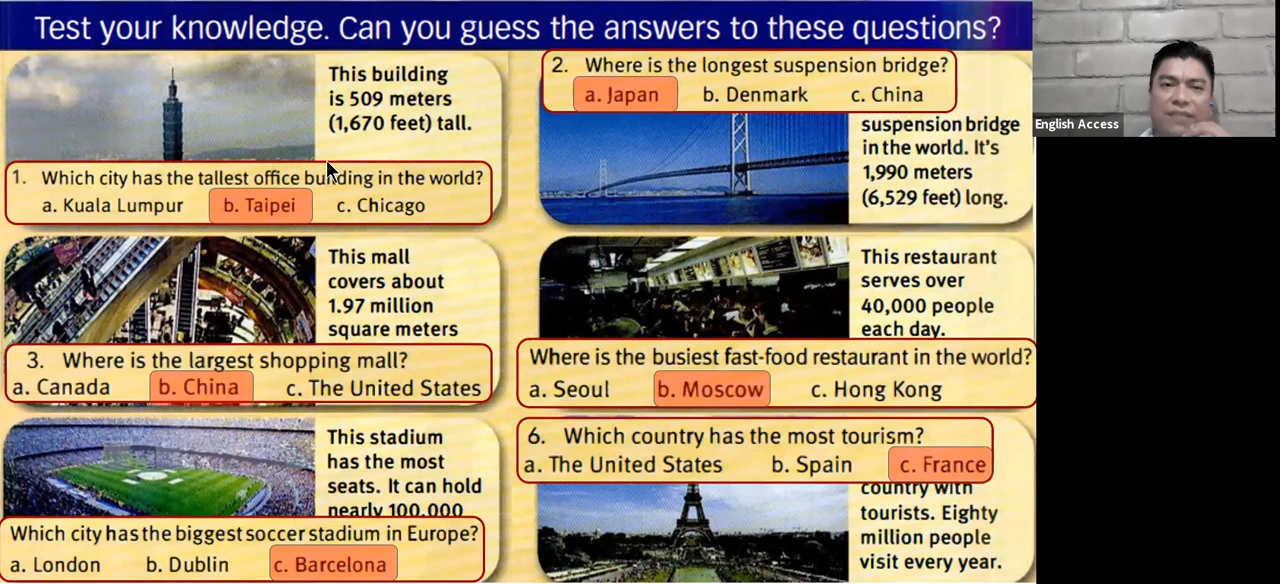 Test your knowledge. Can you guess the answers to these questions?
This building
is 509 meters
(1,670 feet) tall.
1. Which city has the tallest office building in the world?
a. Kuala Lumpur b. Taipei c. Chicago
2. Where is the longest suspension bridge?
a. Japan b. Denmark c. China
suspension bridge
in the world. It's
1,990 meters
(6,529 feet) long.
This mall
covers about
1.97 million
square meters
3. Where is the largest shopping mall?
a. Canada b. China c. The United States
This restaurant
serves over
40,000 people
each day.
Where is the busiest fast-food restaurant in the world?
a. Seoul b. Moscow c. Hong Kong
This stadium
has the most
seats. It can hold
nearly 100,000
Which city has the biggest soccer stadium in Europe?
a. London b. Dublin c. Barcelona
6. Which country has the most tourism?
a. The United States b. Spain c. France
country with
tourists. Eighty
million people
visit every year.
English Access